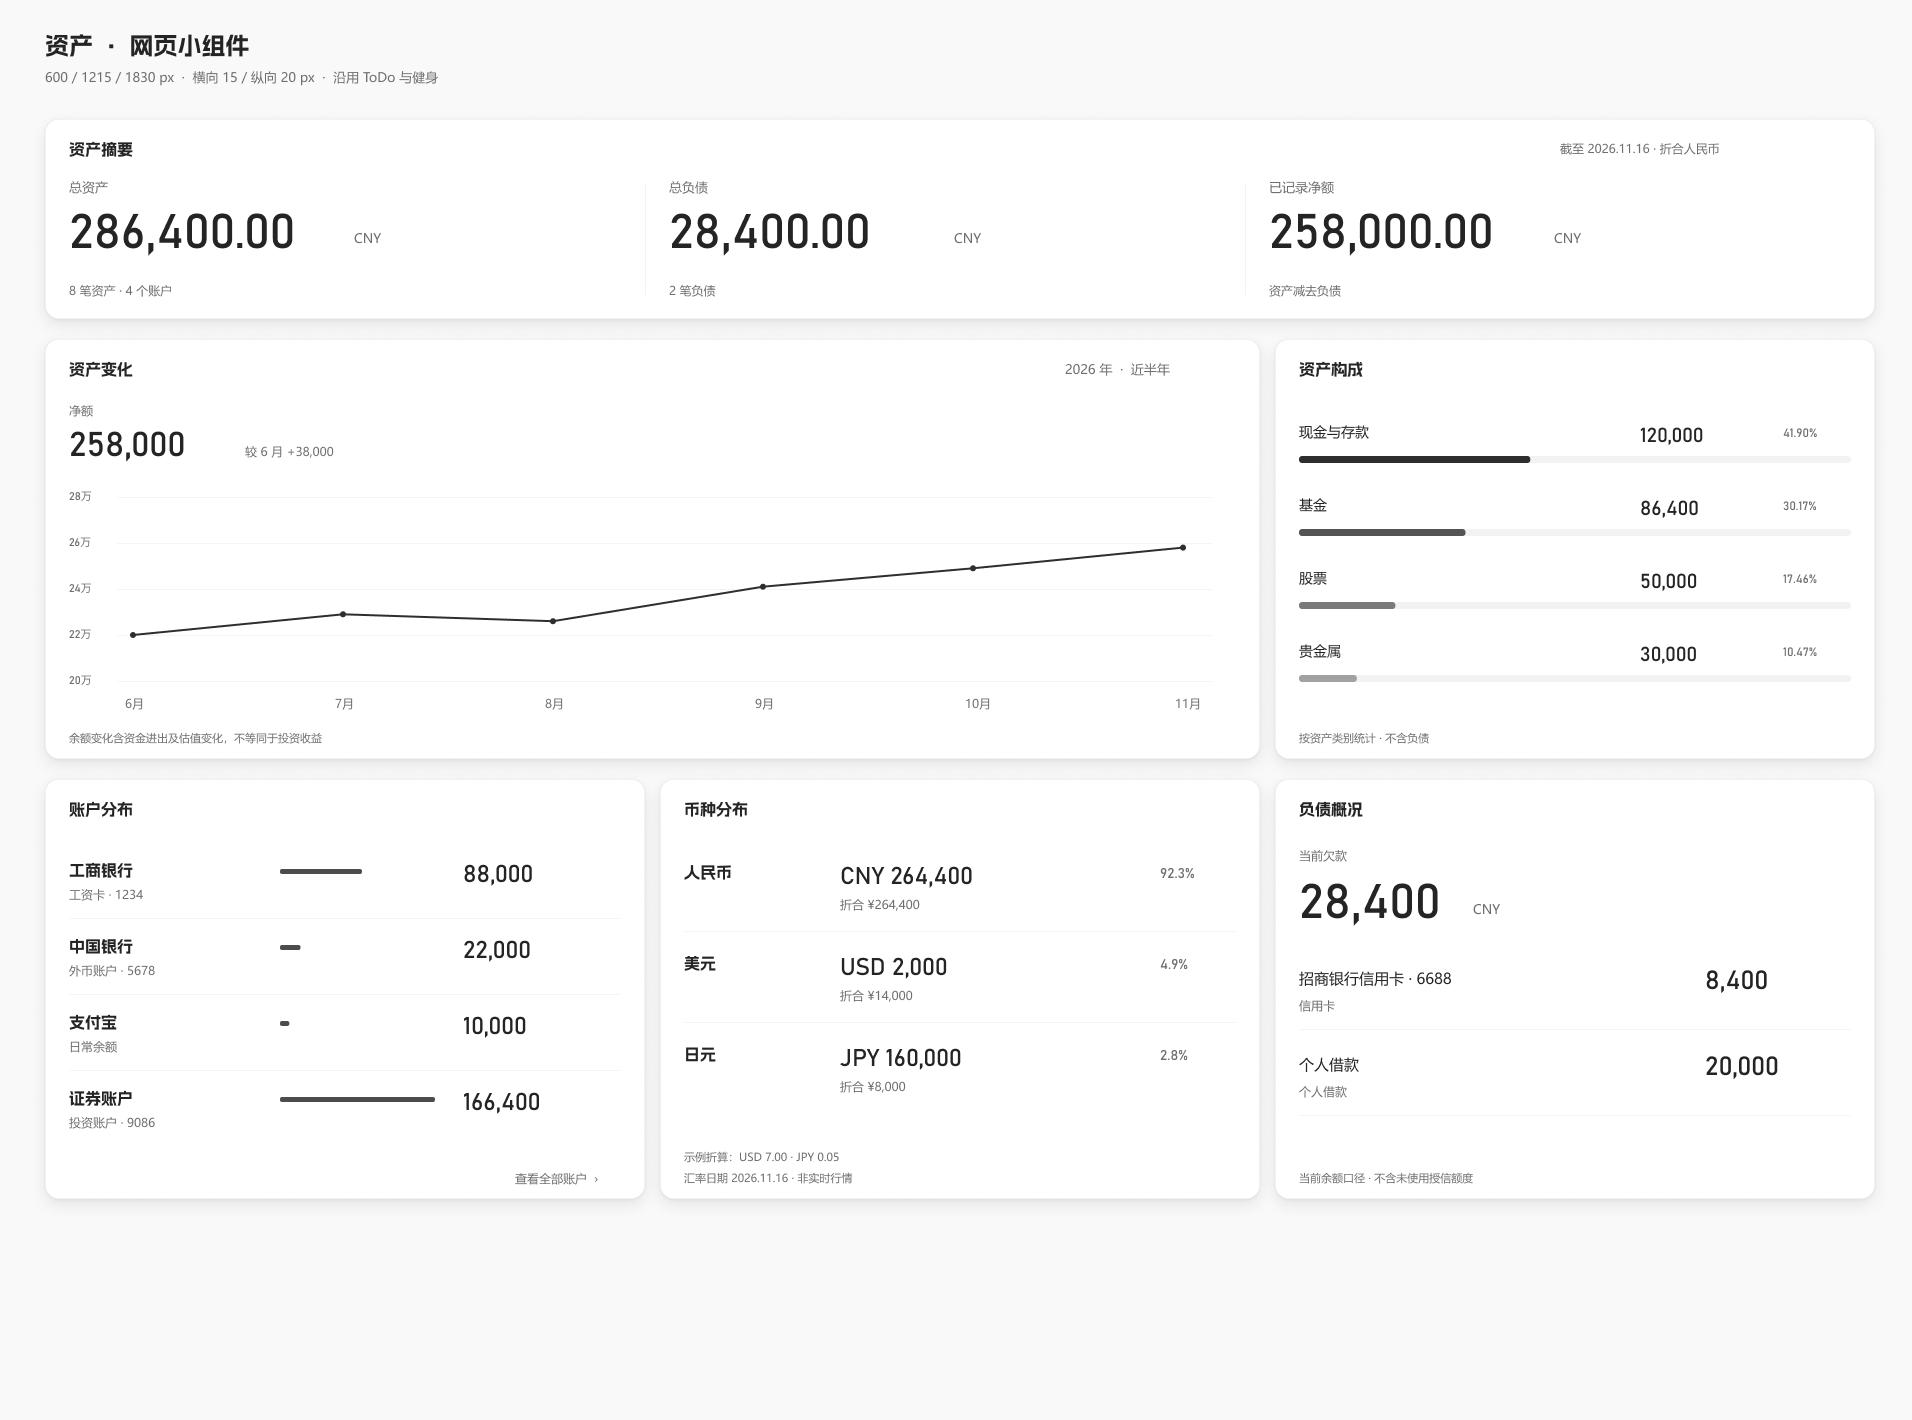 资产 · 网页小组件
600 / 1215 / 1830 px · 横向 15 / 纵向 20 px · 沿用 ToDo 与健身
资产摘要
截至 2026.11.16 · 折合人民币
总资产
286,400.00 CNY
8 笔资产 · 4 个账户
总负债
28,400.00 CNY
2 笔负债
已记录净额
258,000.00 CNY
资产减去负债
资产变化
2026 年 · 近半年
净额
258,000 较 6 月 +38,000
28万
26万
24万
22万
20万
6月 7月 8月 9月 10月 11月
余额变化含资金进出及估值变化，不等同于投资收益
资产构成
现金与存款 120,000 41.90%
基金 86,400 30.17%
股票 50,000 17.46%
贵金属 30,000 10.47%
按资产类别统计 · 不含负债
账户分布
工商银行 88,000
工资卡 · 1234
中国银行 22,000
外币账户 · 5678
支付宝 10,000
日常余额
证券账户 166,400
投资账户 · 9086
查看全部账户 ›
币种分布
人民币 CNY 264,400 92.3%
折合 ¥264,400
美元 USD 2,000 4.9%
折合 ¥14,000
日元 JPY 160,000 2.8%
折合 ¥8,000
示例折算：USD 7.00 · JPY 0.05
汇率日期 2026.11.16 · 非实时行情
负债概况
当前欠款
28,400 CNY
招商银行信用卡 · 6688 8,400
信用卡
个人借款 20,000
个人借款
当前余额口径 · 不含未使用授信额度